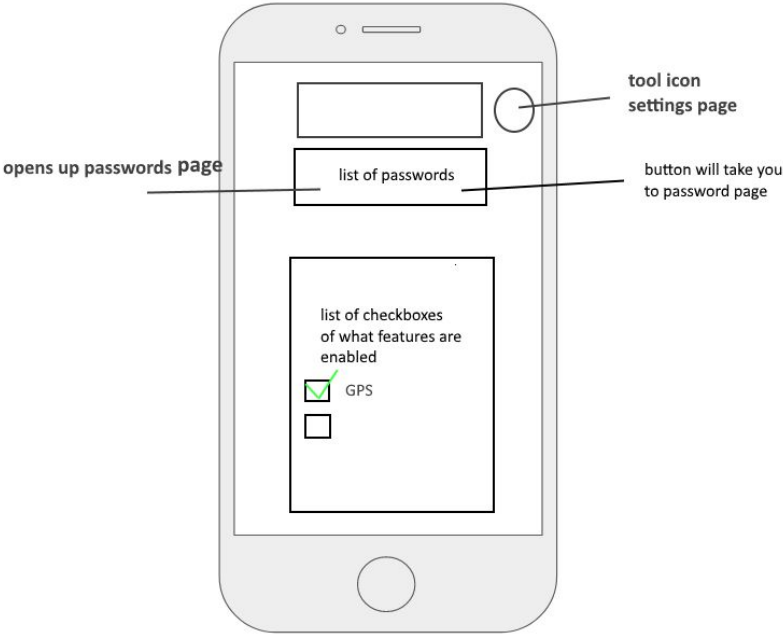 tool icon
settings page
opens up passwords page
list of passwords
button will take you
to password page
list of checkboxes
of what features are
enabled
GPS